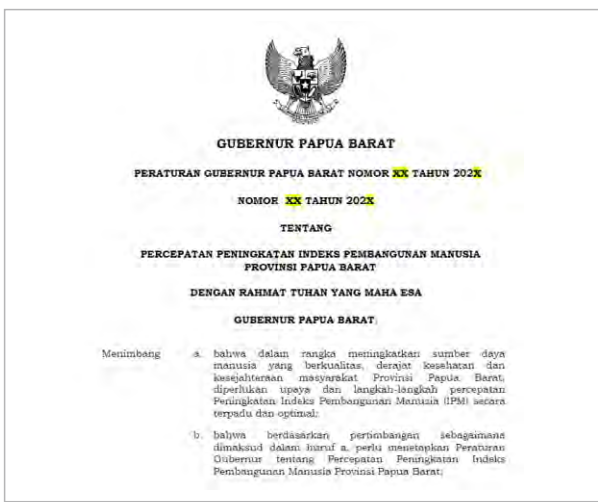 GUBERNUR PAPUA BARAT
PERATURAN GUBERNUR PAPUA BARAT NOMOR XX TAHUN 202X
NOMOR XX TAHUN 202X
TENTANG
PERCEPATAN PENINGKATAN INDEKS PEMBANGUNAN MANUSIA
PROVINSI PAPUA BARAT
DENGAN RAHMAT TUHAN YANG MAHA ESA
GUBERNUR PAPUA BARAT,
Menimbang a. bahwa dalam rangka meningkatkan sumber daya
manusia yang berkualitas, derajat kesehatan dan
kesejahteraan masyarakat Provinsi Papua Barat,
diperlukan upaya dan langkah-langkah percepatan
Peningkatan Indeks Pembangunan Manusia (IPM) secara
terpadu dan optimal;
b. bahwa berdasarkan pertimbangan sebagaimana
dimaksud dalam huruf a, perlu menetapkan Peraturan
Gubernur tentang Percepatan Peningkatan Indeks
Pembangunan Manusia Provinsi Papua Barat;